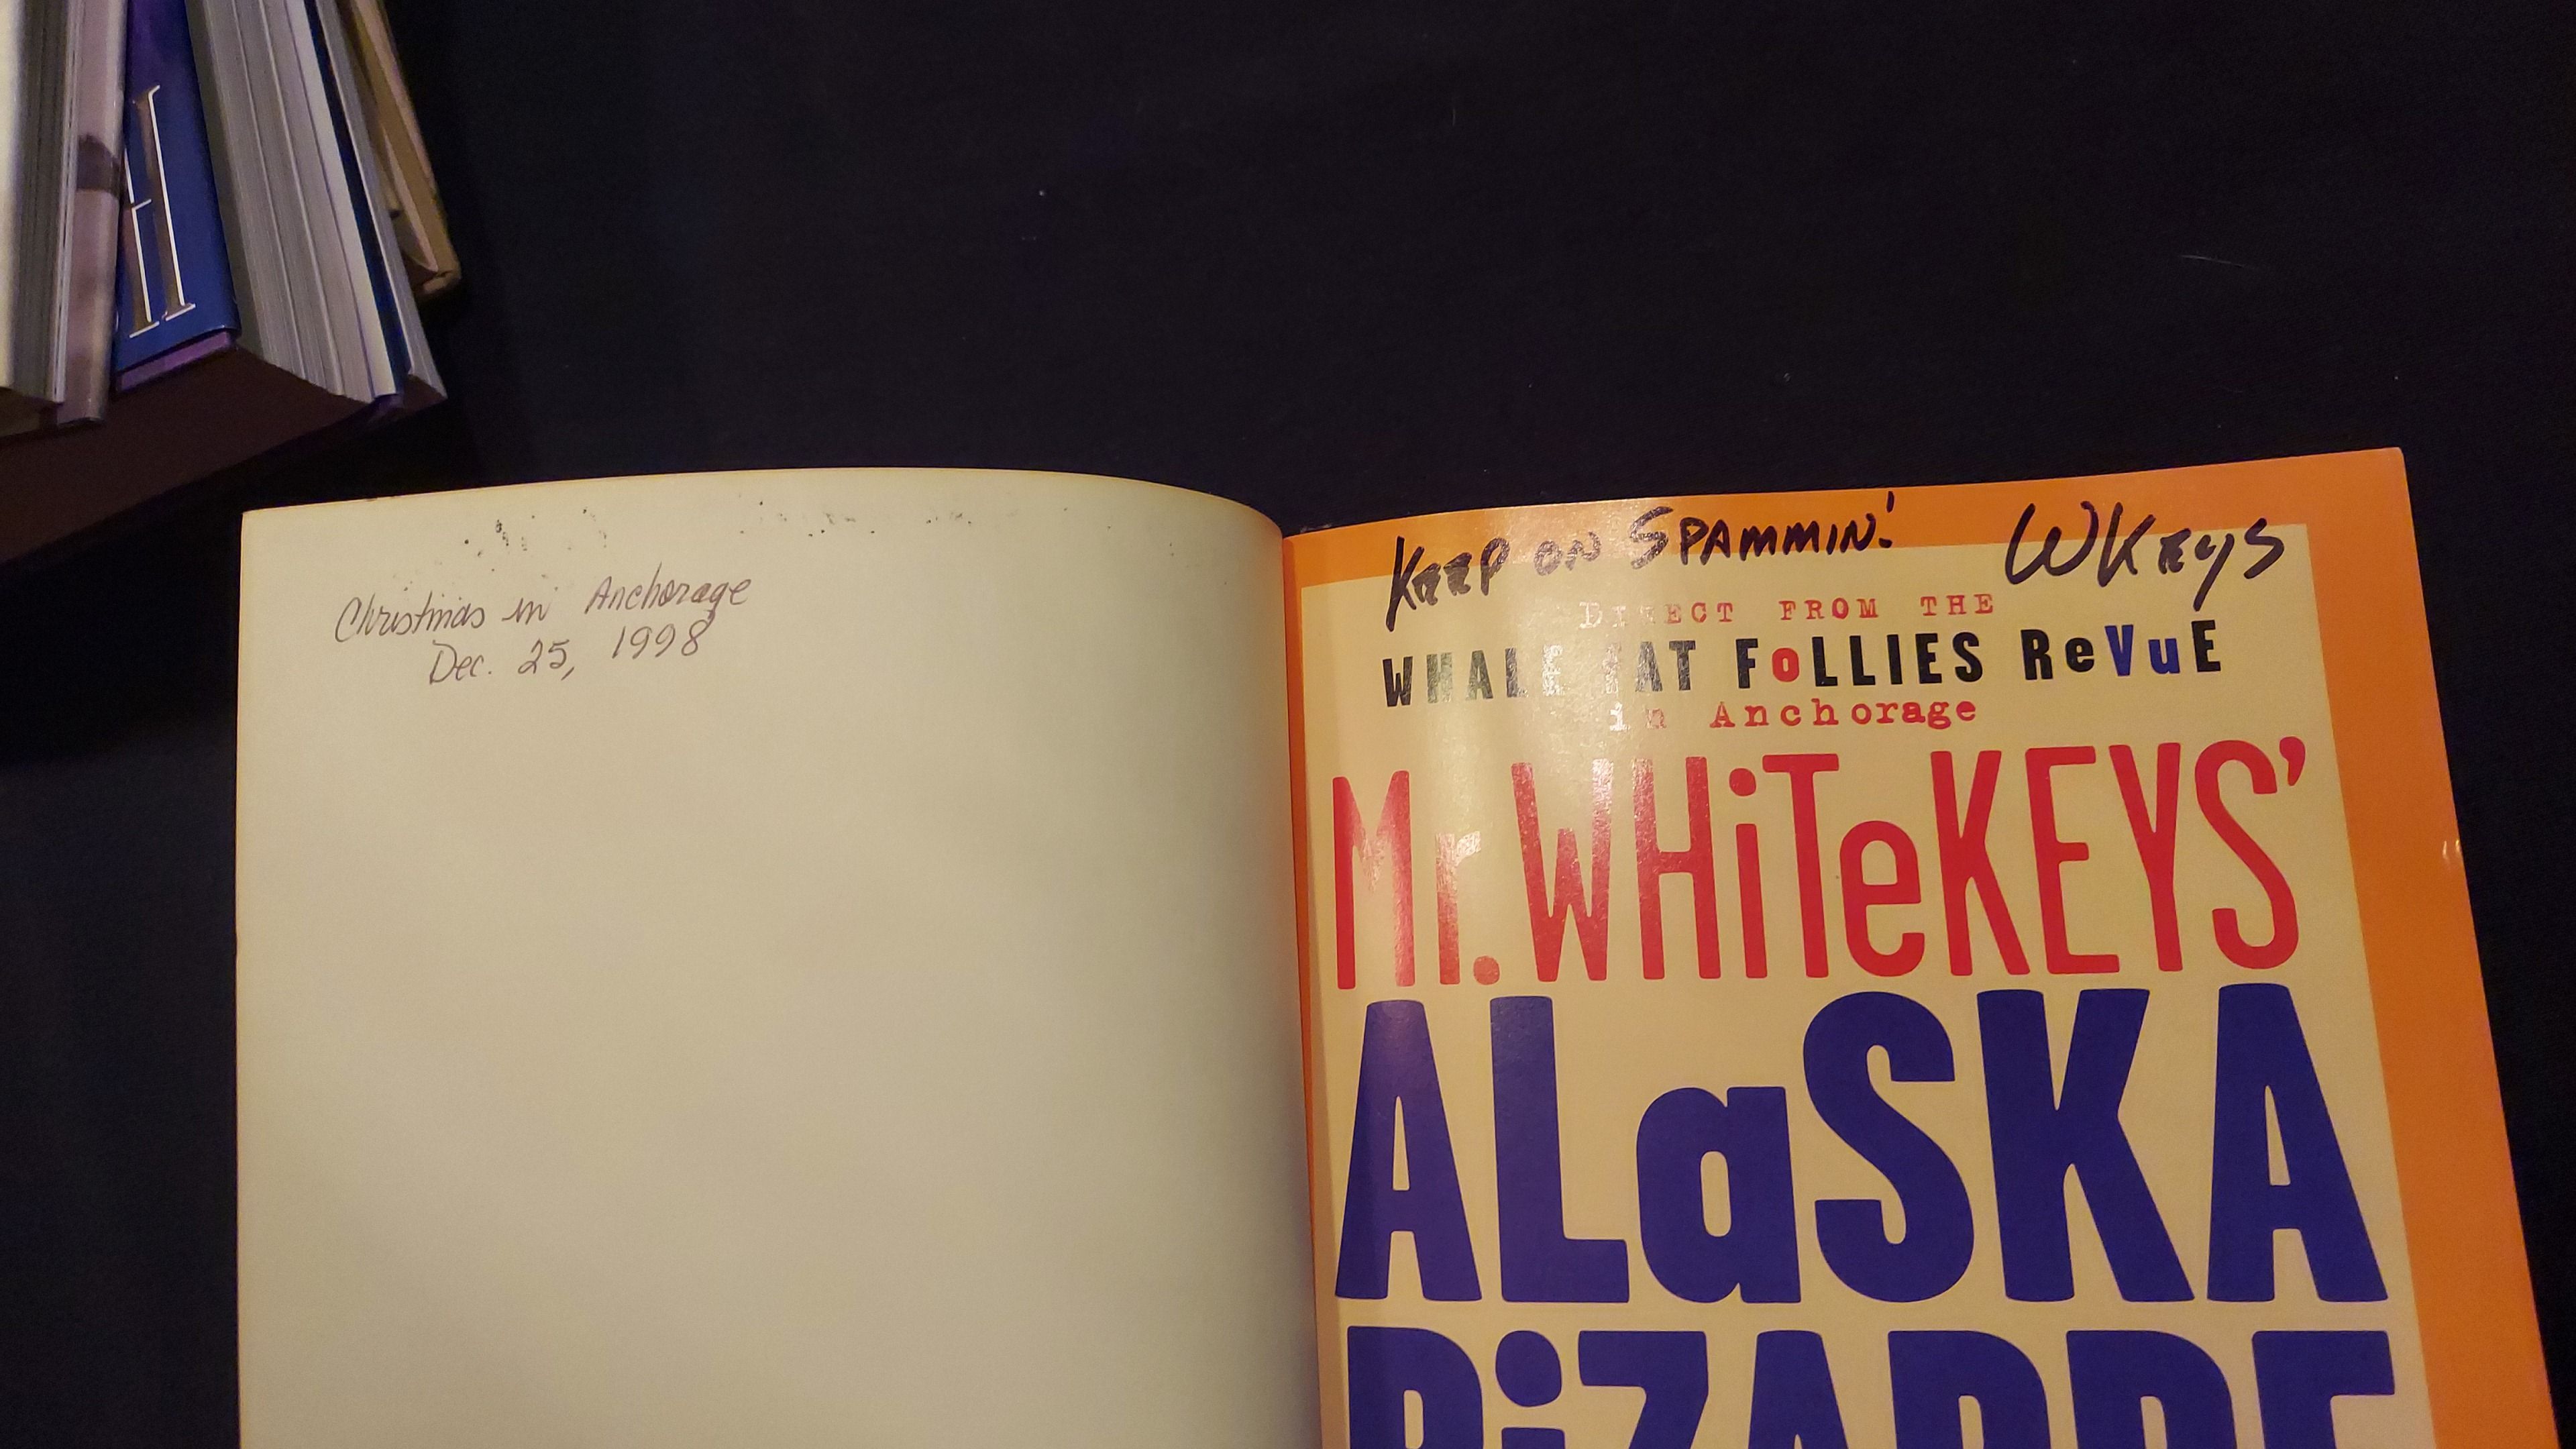 Christmas in Anchorage
Dec. 25, 1998
KEEP ON SPAMMIN! WKeys
DIRECT FROM THE
WHALE FAT FoLLIES ReVuE
in Anchorage
Mr. WHiTeKEYS'
ALaSKA
BiZARRE